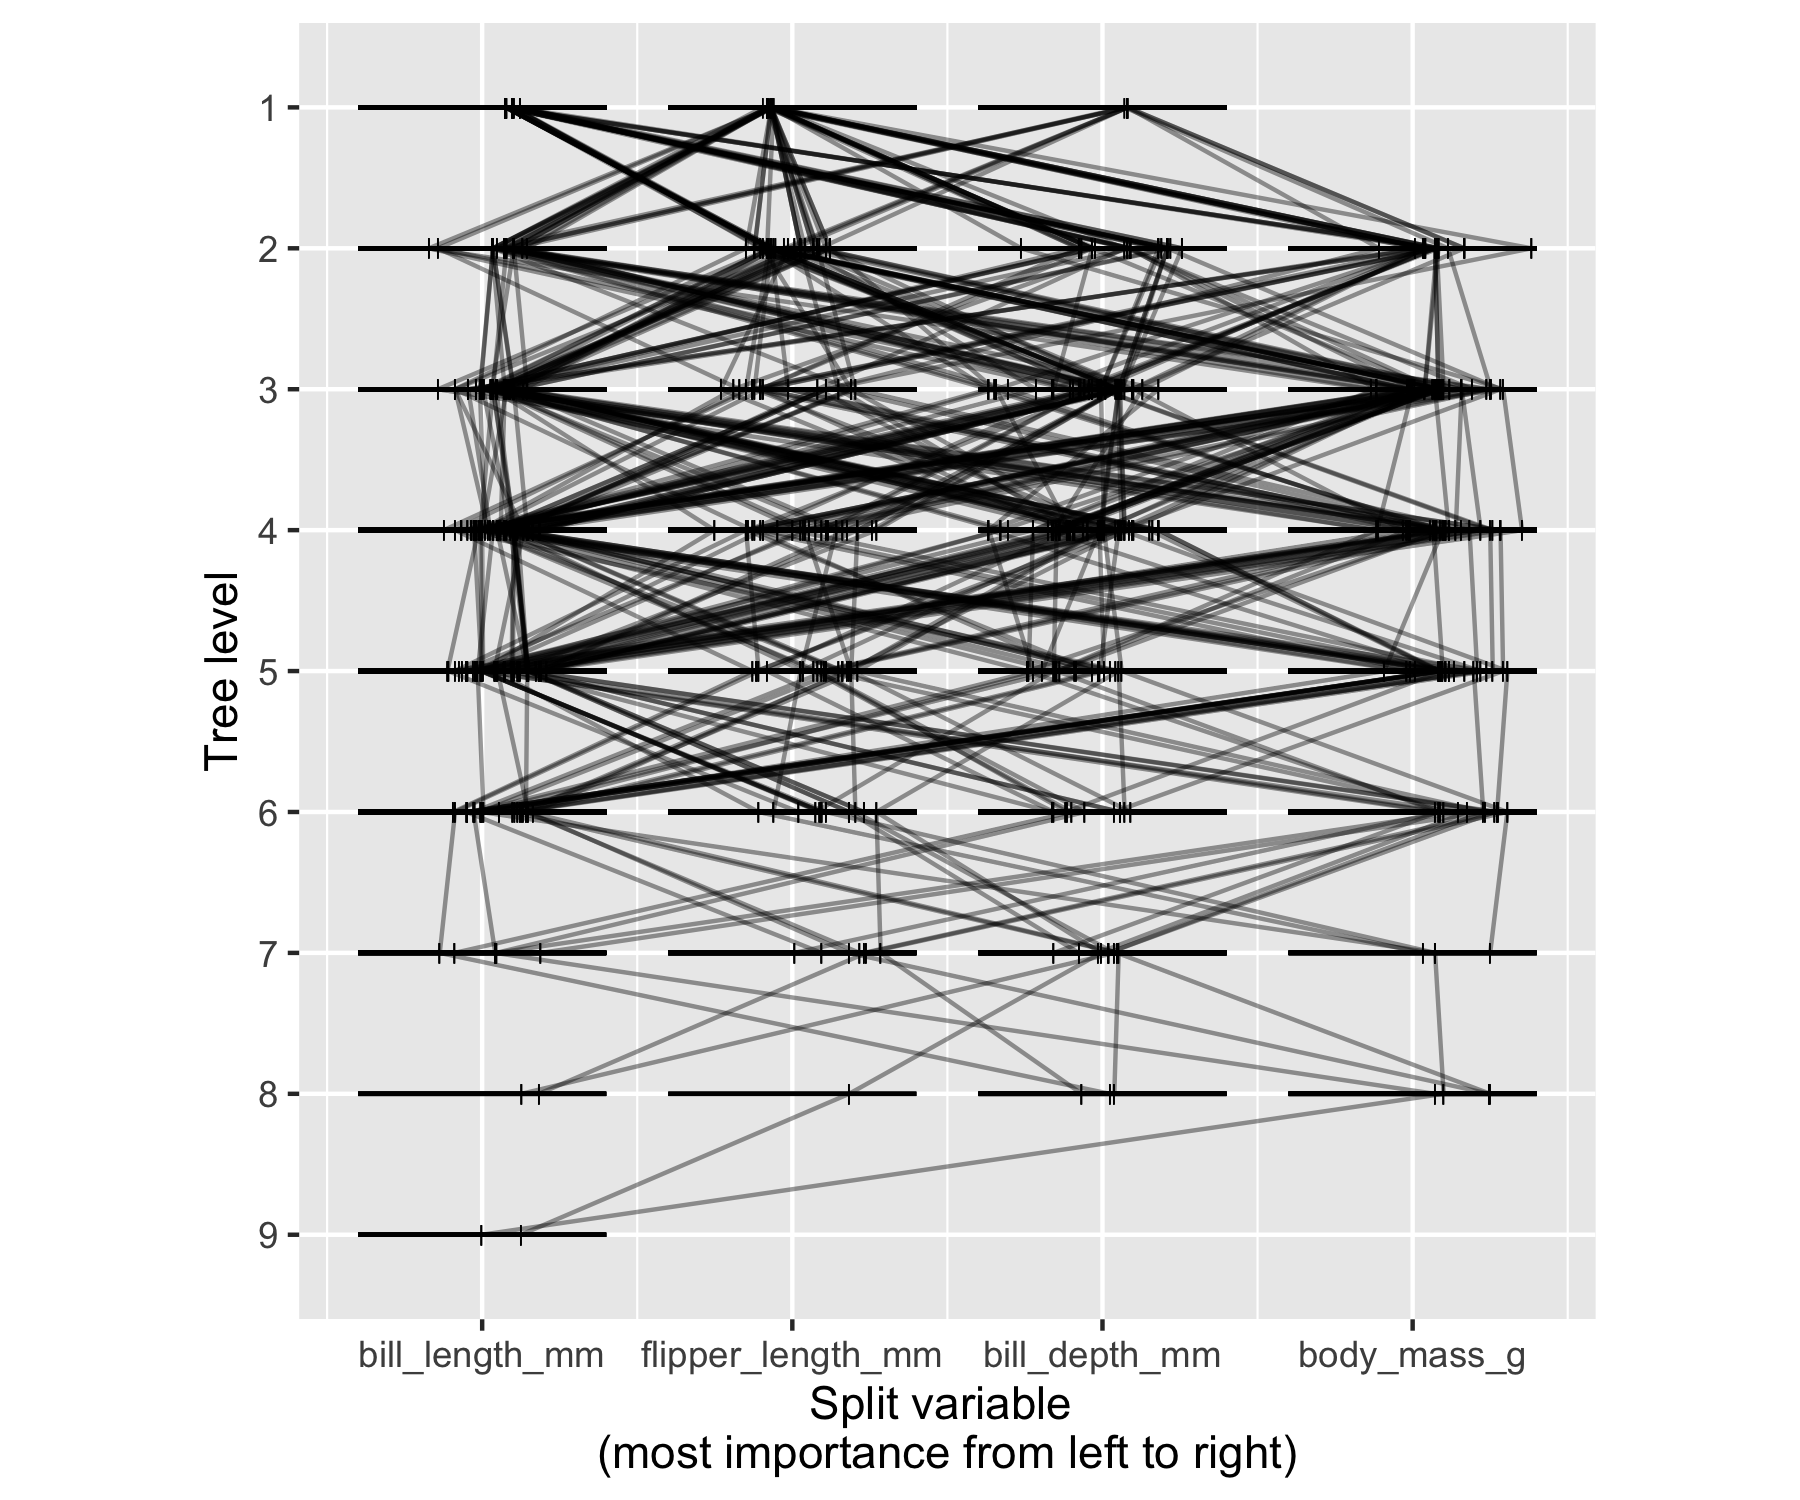 1
2
3
4
5
6
7
8
9
Tree level
bill_length_mm flipper_length_mm bill_depth_mm body_mass_g
Split variable
(most importance from left to right)